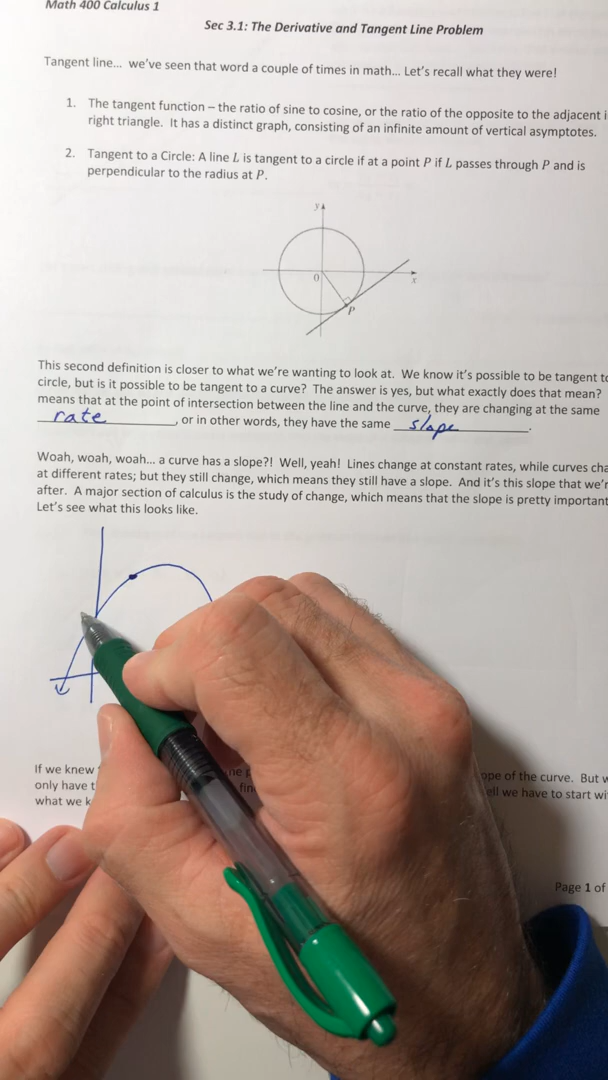 Math 400 Calculus 1
Sec 3.1: The Derivative and Tangent Line Problem
Tangent line... we've seen that word a couple of times in math... Let's recall what they were!
1. The tangent function – the ratio of sine to cosine, or the ratio of the opposite to the adjacent i
right triangle. It has a distinct graph, consisting of an infinite amount of vertical asymptotes.
2. Tangent to a Circle: A line L is tangent to a circle if at a point P if L passes through P and is
perpendicular to the radius at P.
y
0
x
P
This second definition is closer to what we're wanting to look at. We know it's possible to be tangent to
circle, but is it possible to be tangent to a curve? The answer is yes, but what exactly does that mean?
means that at the point of intersection between the line and the curve, they are changing at the same
rate, or in other words, they have the same slope.
Woah, woah, woah... a curve has a slope?! Well, yeah! Lines change at constant rates, while curves cha
at different rates; but they still change, which means they still have a slope. And it's this slope that we'r
after. A major section of calculus is the study of change, which means that the slope is pretty important
Let's see what this looks like.
If we knew ope of the curve. But w
only have t fin ell we have to start wi
what we k
Page 1 of